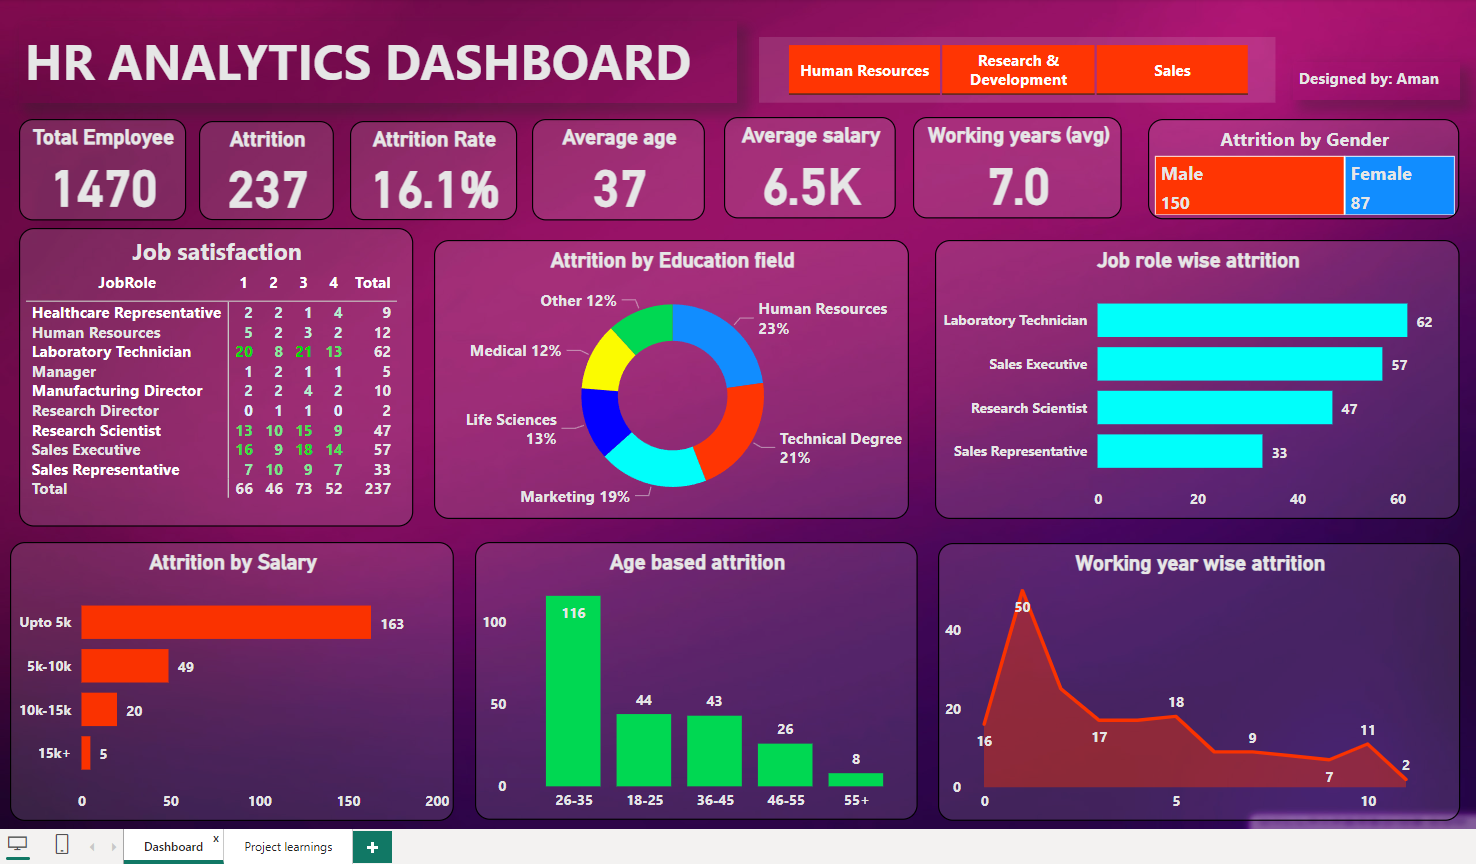 HR ANALYTICS DASHBOARD
Human Resources
Research &
Development
Sales
Designed by: Aman
Total Employee
1470
Attrition
237
Attrition Rate
16.1%
Average age
37
Average salary
6.5K
Working years (avg)
7.0
Attrition by Gender
Male
150
Female
87
Job satisfaction
JobRole 1 2 3 4 Total
Healthcare Representative 2 2 1 4 9
Human Resources 5 2 3 2 12
Laboratory Technician 20 8 21 13 62
Manager 1 2 1 1 5
Manufacturing Director 2 2 4 2 10
Research Director 0 1 1 0 2
Research Scientist 13 10 15 9 47
Sales Executive 16 9 18 14 57
Sales Representative 7 10 9 7 33
Total 66 46 73 52 237
Attrition by Education field
Other 12%
Human Resources
23%
Medical 12%
Life Sciences
13%
Technical Degree
21%
Marketing 19%
Job role wise attrition
Laboratory Technician 62
Sales Executive 57
Research Scientist 47
Sales Representative 33
0 20 40 60
Attrition by Salary
Upto 5k 163
5k-10k 49
10k-15k 20
15k+ 5
0 50 100 150 200
Age based attrition
100
50
0
116
44
43
26
8
26-35 18-25 36-45 46-55 55+
Working year wise attrition
40
20
0
50
16
17
18
9
7
11
2
0 5 10
Dashboard x
Project learnings
+